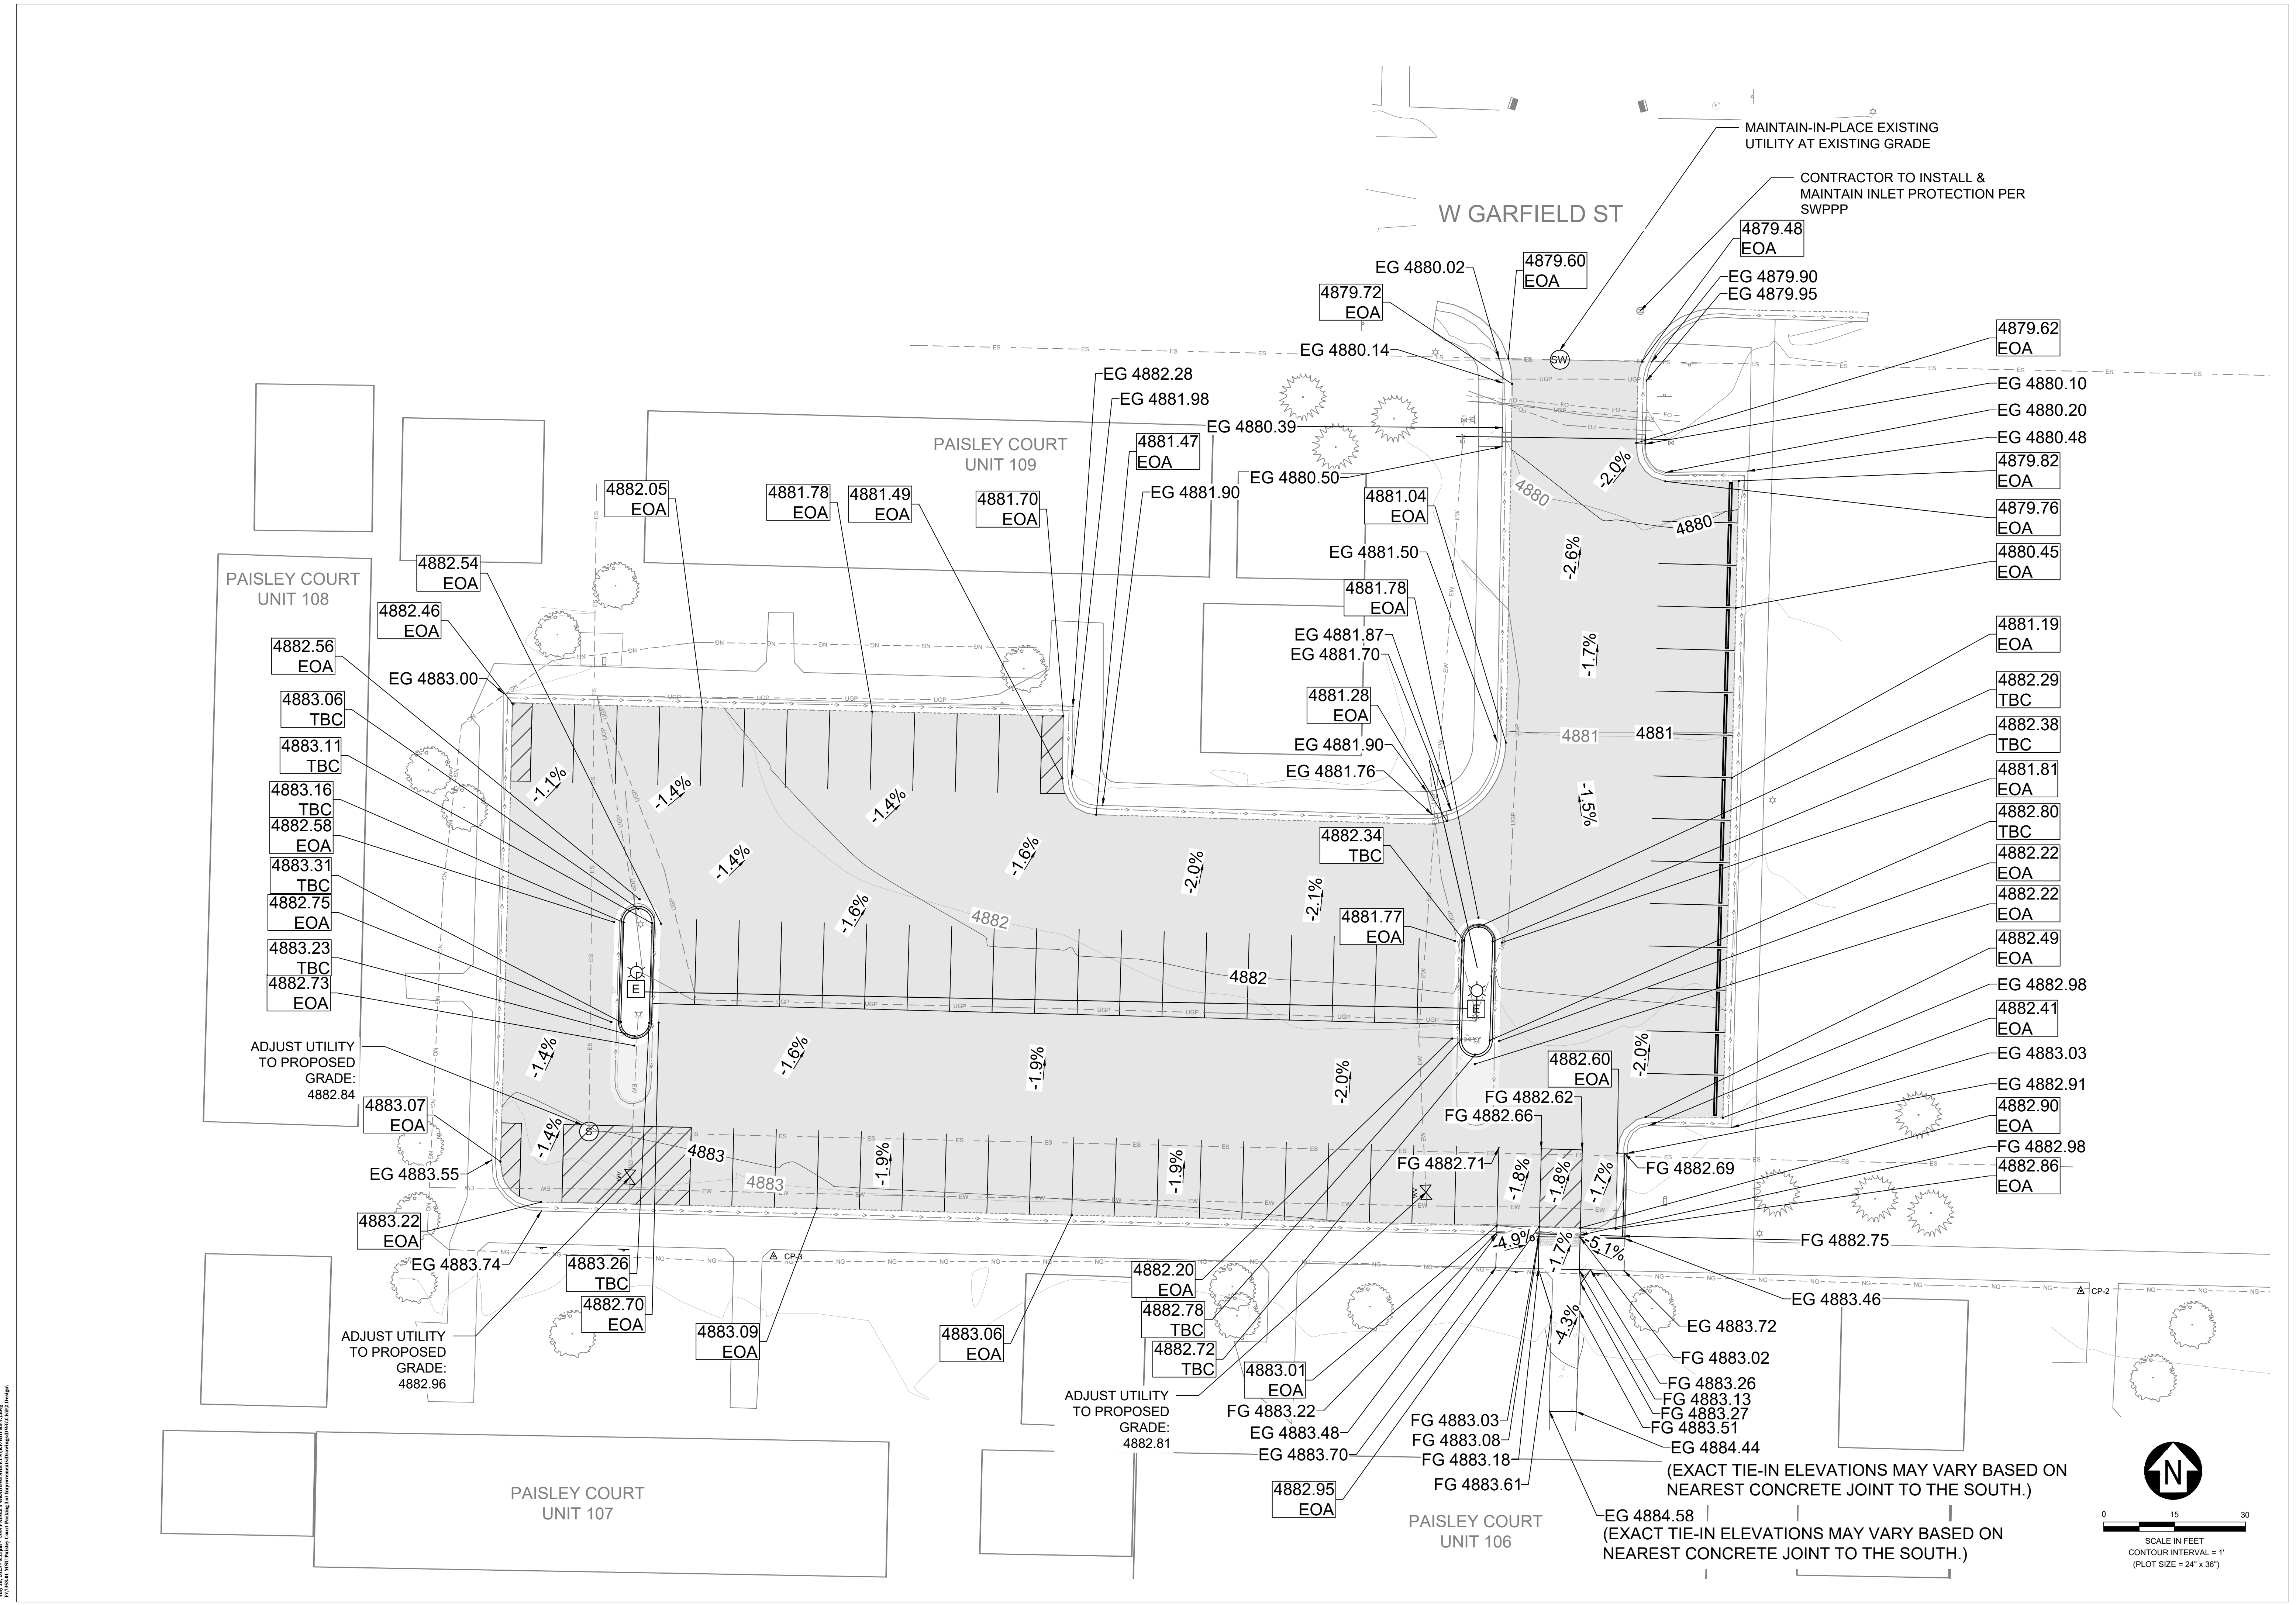 MAINTAIN-IN-PLACE EXISTING
UTILITY AT EXISTING GRADE
CONTRACTOR TO INSTALL &
MAINTAIN INLET PROTECTION PER
SWPPP
W GARFIELD ST
4879.48
EOA
EG 4880.02
4879.60
EOA
EG 4879.90
EG 4879.95
4879.72
EOA
EG 4880.14
SW
4879.62
EOA
EG 4882.28
EG 4881.98
EG 4880.10
EG 4880.20
EG 4880.39
EG 4880.48
PAISLEY COURT
UNIT 109
4881.47
EOA
EG 4880.50
-2.0%
4879.82
EOA
4882.05
EOA
4881.78
EOA
4881.49
EOA
4881.70
EOA
EG 4881.90
4881.04
EOA
4880
4880
4879.76
EOA
EG 4881.50
-2.6%
4880.45
EOA
PAISLEY COURT
UNIT 108
4882.54
EOA
4882.46
EOA
4881.78
EOA
4882.56
EOA
EG 4881.87
EG 4881.70
-1.7%
4881.19
EOA
EG 4883.00
4883.06
TBC
4881.28
EOA
4882.29
TBC
4883.11
TBC
EG 4881.90
EG 4881.76
4881
4881
4882.38
TBC
4883.16
TBC
-1.1%
-1.4%
-1.4%
-1.5%
4881.81
EOA
4882.58
EOA
4882.34
TBC
4882.80
TBC
4883.31
TBC
-1.4%
-1.6%
-2.0%
-2.1%
4882.22
EOA
4882.75
EOA
-1.6%
4882
4881.77
EOA
4882.22
EOA
4883.23
TBC
4882.73
EOA
E
4882
E
4882.49
EOA
EG 4882.98
4882.41
EOA
ADJUST UTILITY
TO PROPOSED
GRADE:
4882.84
-1.4%
-1.6%
-1.9%
-2.0%
4882.60
EOA
-2.0%
EG 4883.03
EG 4882.91
4883.07
EOA
FG 4882.62
FG 4882.66
4882.90
EOA
S
-1.4%
4883
4883
-1.9%
-1.9%
FG 4882.71
-1.8%
-1.8%
-1.7%
FG 4882.69
FG 4882.98
4882.86
EOA
EG 4883.55
4883.22
EOA
EG 4883.74
CP-3
-4.9%
-1.7%
-5.1%
FG 4882.75
4883.26
TBC
4882.70
EOA
4882.20
EOA
4882.78
TBC
4882.72
TBC
CP-2
EG 4883.46
-4.3%
ADJUST UTILITY
TO PROPOSED
GRADE:
4882.96
4883.09
EOA
4883.06
EOA
4883.01
EOA
EG 4883.72
FG 4883.02
FG 4883.26
FG 4883.13
FG 4883.27
FG 4883.51
EG 4884.44
ADJUST UTILITY
TO PROPOSED
GRADE:
4882.81
FG 4883.22
EG 4883.48
EG 4883.70
FG 4883.03
FG 4883.08
FG 4883.18
FG 4883.61
4882.95
EOA
(EXACT TIE-IN ELEVATIONS MAY VARY BASED ON
NEAREST CONCRETE JOINT TO THE SOUTH.)
EG 4884.58
(EXACT TIE-IN ELEVATIONS MAY VARY BASED ON
NEAREST CONCRETE JOINT TO THE SOUTH.)
PAISLEY COURT
UNIT 107
PAISLEY COURT
UNIT 106
N
0 15 30
SCALE IN FEET
CONTOUR INTERVAL = 1'
(PLOT SIZE = 24" x 36")